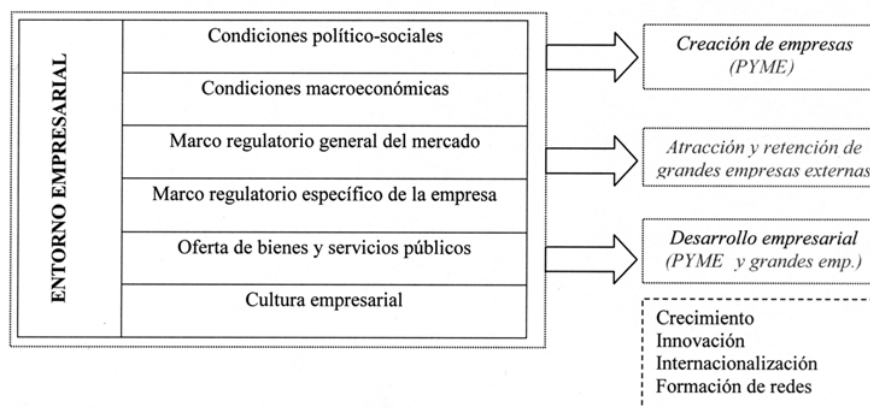 ENTORNO EMPRESARIAL
Condiciones político-sociales
Condiciones macroeconómicas
Marco regulatorio general del mercado
Marco regulatorio específico de la empresa
Oferta de bienes y servicios públicos
Cultura empresarial
Creación de empresas
(PYME)
Atracción y retención de
grandes empresas externas
Desarrollo empresarial
(PYME y grandes emp.)
Crecimiento
Innovación
Internacionalización
Formación de redes